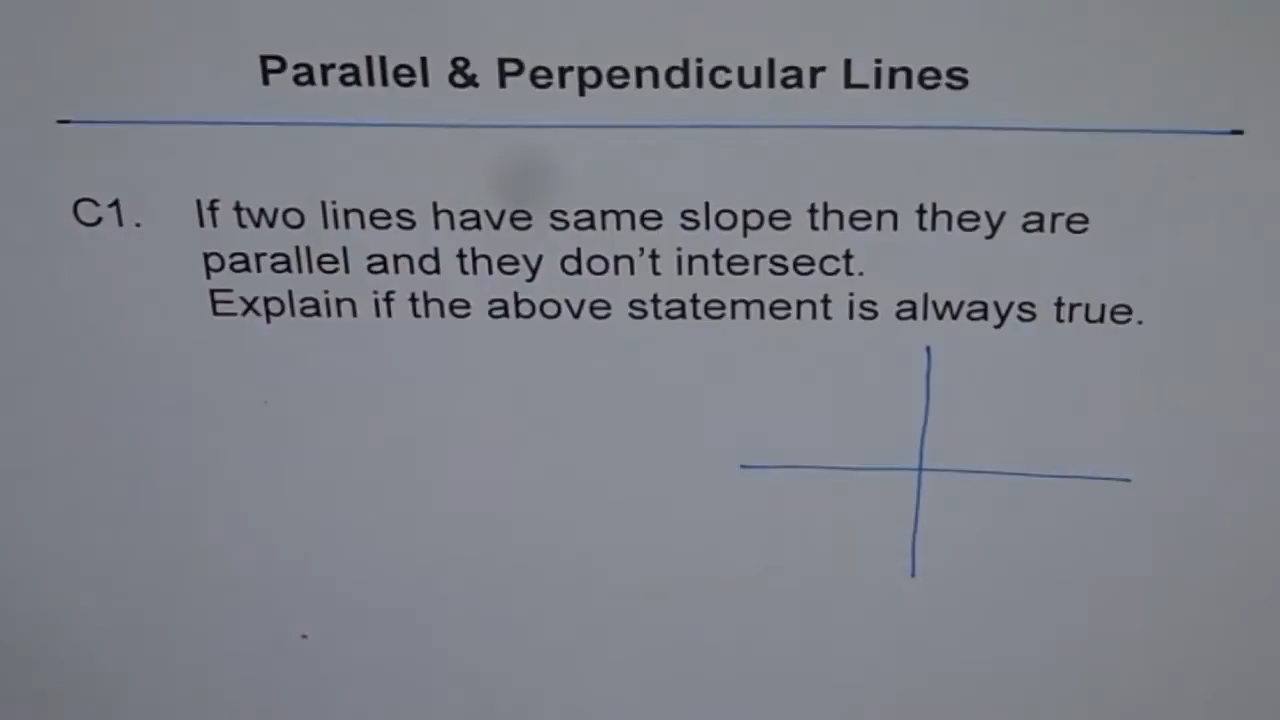 Parallel & Perpendicular Lines
C1. If two lines have same slope then they are
parallel and they don't intersect.
Explain if the above statement is always true.